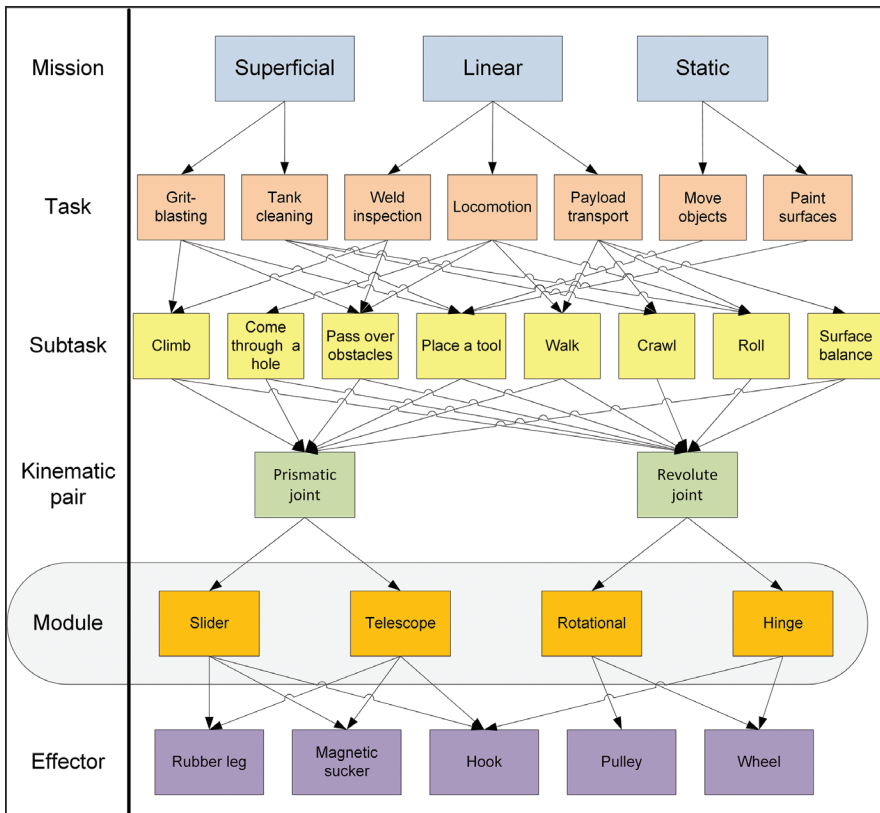 Mission
Superficial
Linear
Static
Task
Grit-
blasting
Tank
cleaning
Weld
inspection
Locomotion
Payload
transport
Move
objects
Paint
surfaces
Subtask
Climb
Come
through a
hole
Pass over
obstacles
Place a tool
Walk
Crawl
Roll
Surface
balance
Kinematic
pair
Prismatic
joint
Revolute
joint
Module
Slider
Telescope
Rotational
Hinge
Effector
Rubber leg
Magnetic
sucker
Hook
Pulley
Wheel